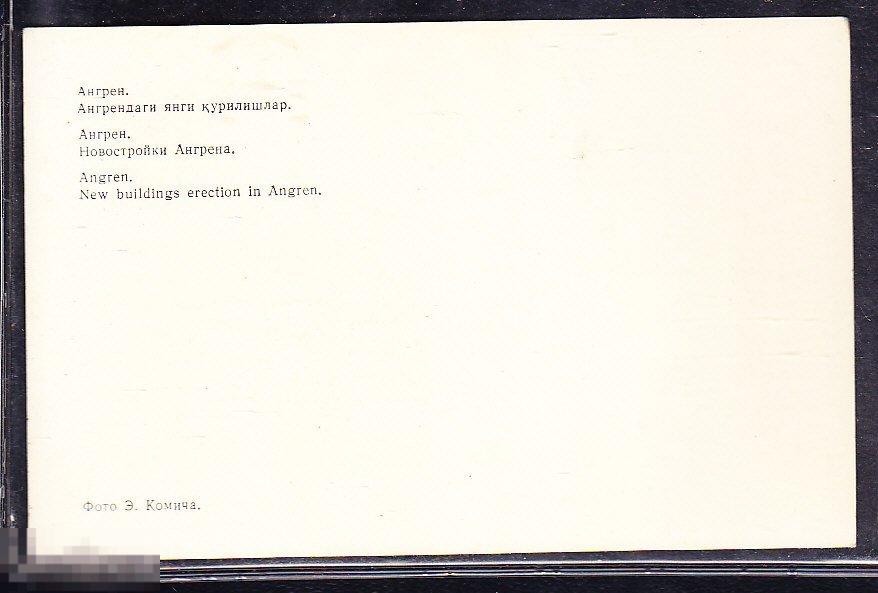 Ангрен.
Ангрендаги янги қурилишлар.
Ангрен.
Новостройки Ангрена.
Angren.
New buildings erection in Angren.
Фото Э. Комича.